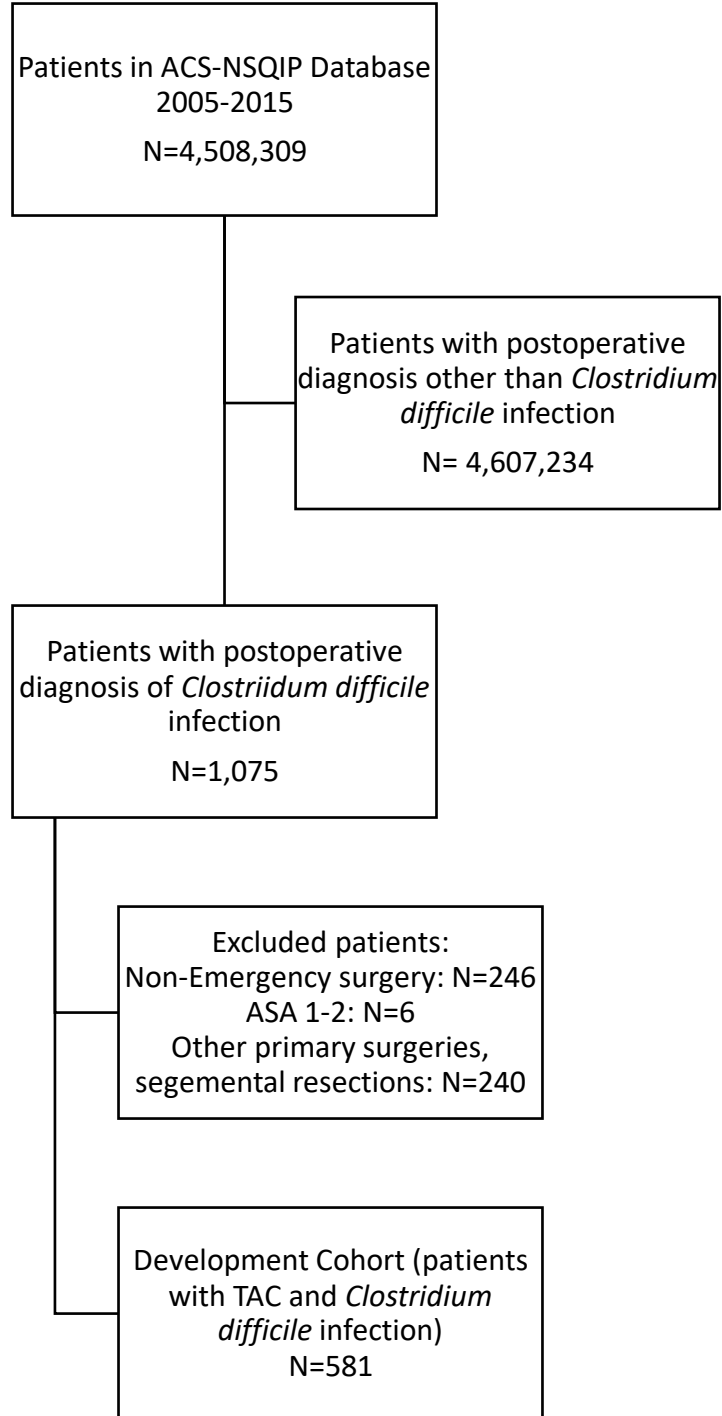 Patients in ACS-NSQIP Database
2005-2015
N=4,508,309
Patients with postoperative
diagnosis other than Clostridium
difficile infection
N= 4,607,234
Patients with postoperative
diagnosis of Clostriidum difficile
infection
N=1,075
Excluded patients:
Non-Emergency surgery: N=246
ASA 1-2: N=6
Other primary surgeries,
segemental resections: N=240
Development Cohort (patients
with TAC and Clostridium
difficile infection)
N=581